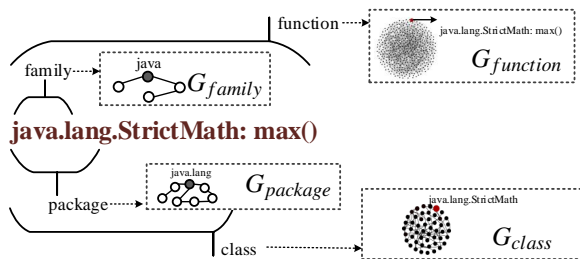 function
java.lang.StrictMath: max()
G_function
family
java
G_family
java.lang.StrictMath: max()
java.lang
G_package
package
java.lang.StrictMath
G_class
class